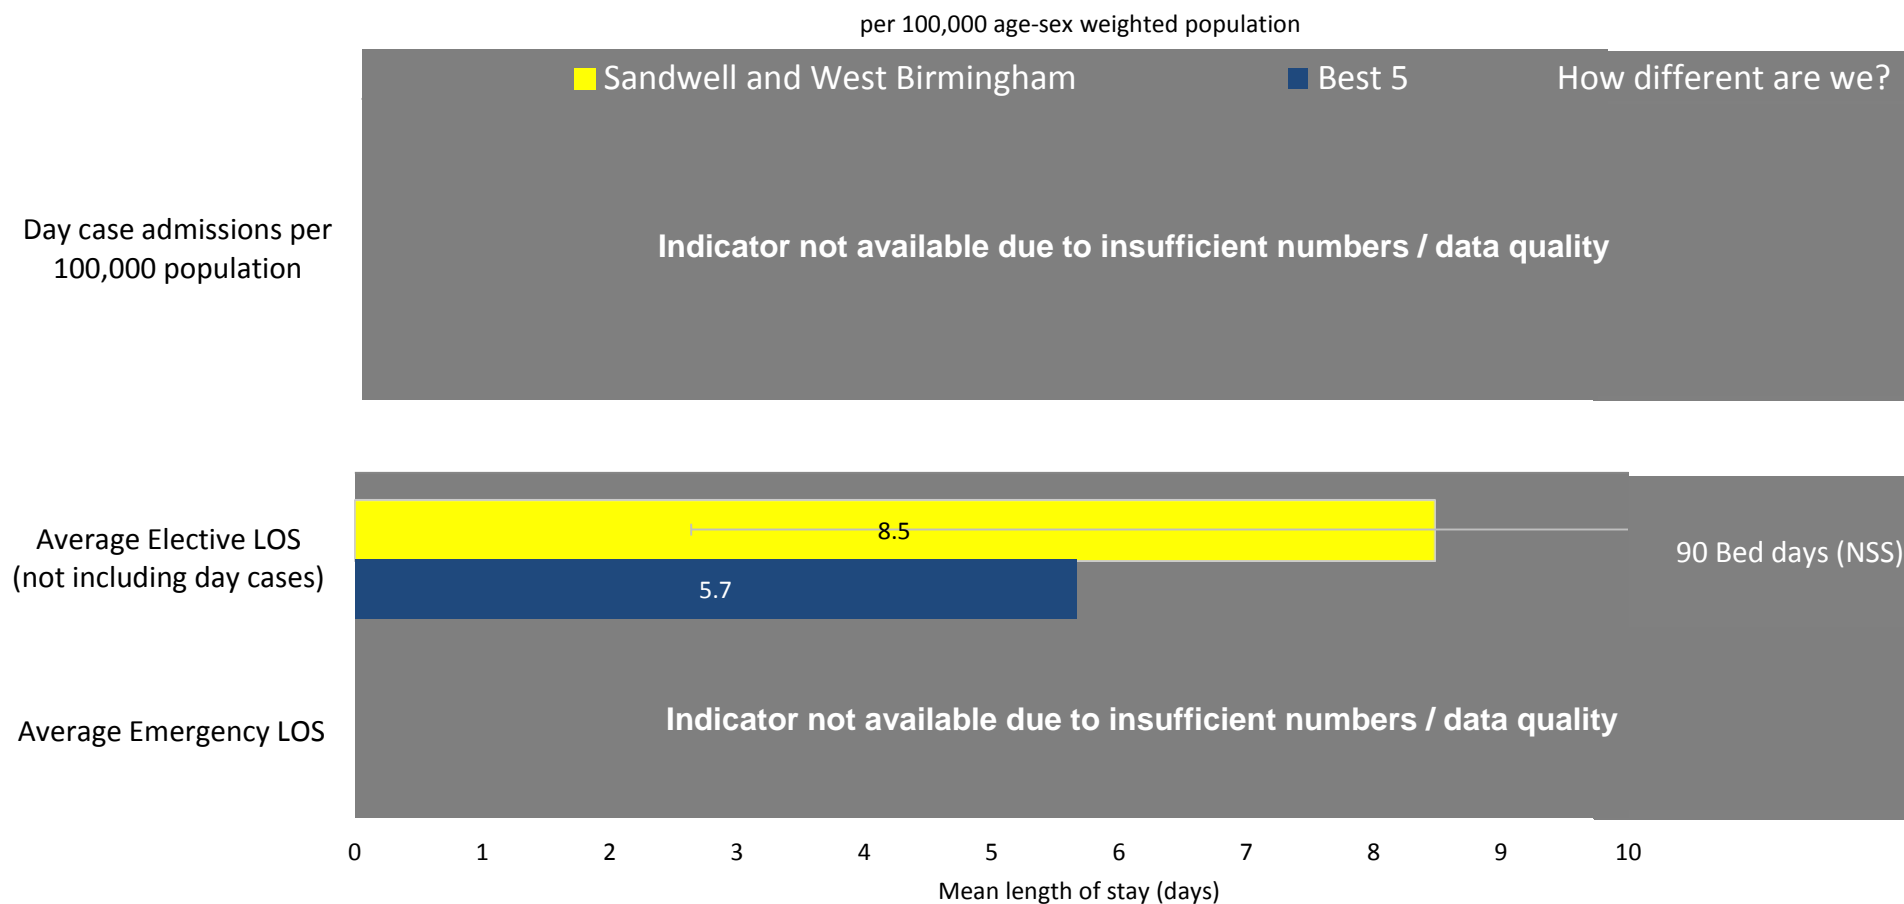 per 100,000 age-sex weighted population
Sandwell and West Birmingham
Best 5
How different are we?
Day case admissions per
100,000 population
Indicator not available due to insufficient numbers / data quality
Average Elective LOS
(not including day cases)
8.5
5.7
90 Bed days (NSS)
Average Emergency LOS
Indicator not available due to insufficient numbers / data quality
0 1 2 3 4 5 6 7 8 9 10
Mean length of stay (days)